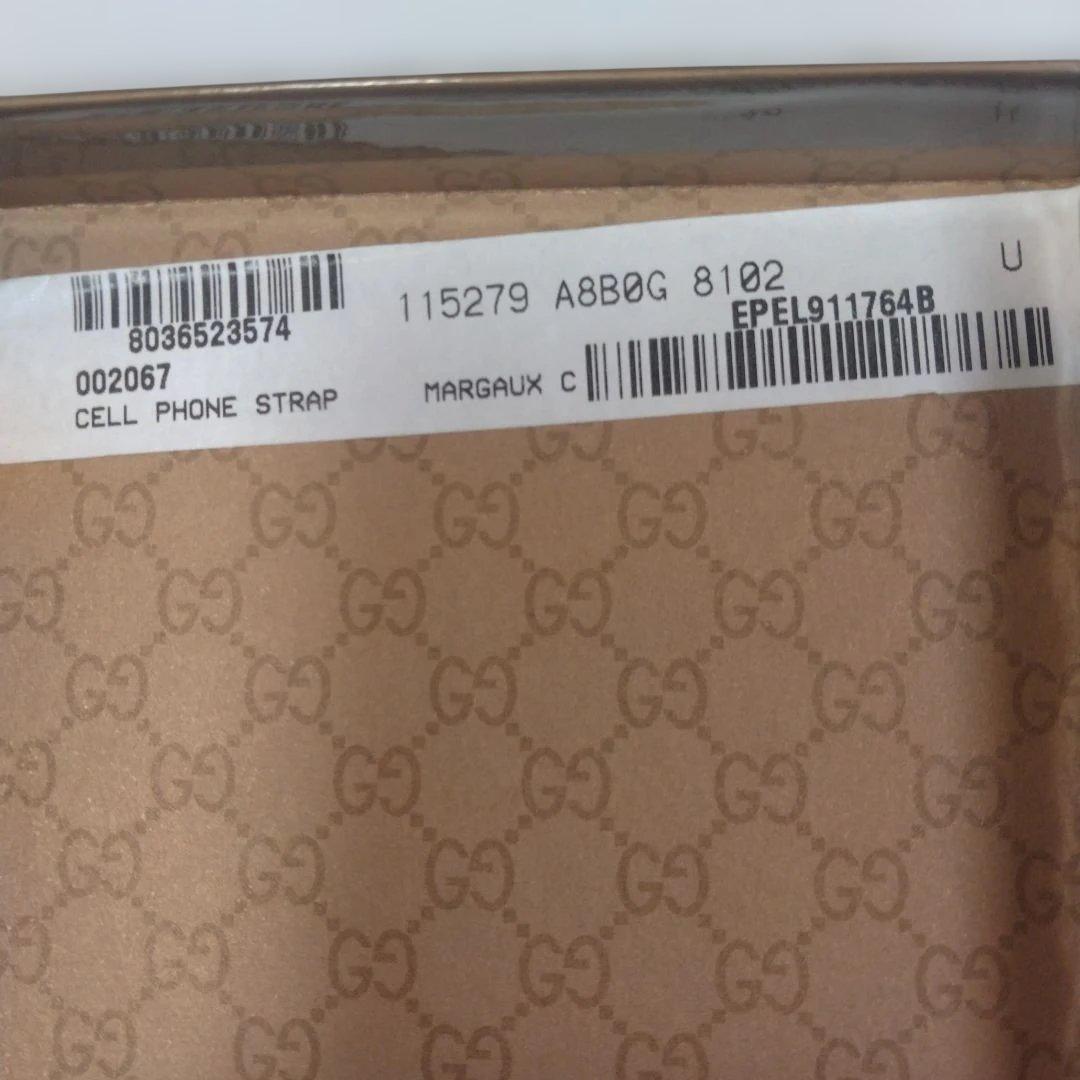 115279 A8B0G 8102 U
8036523574
EPEL911764B
002067
CELL PHONE STRAP
MARGAUX C